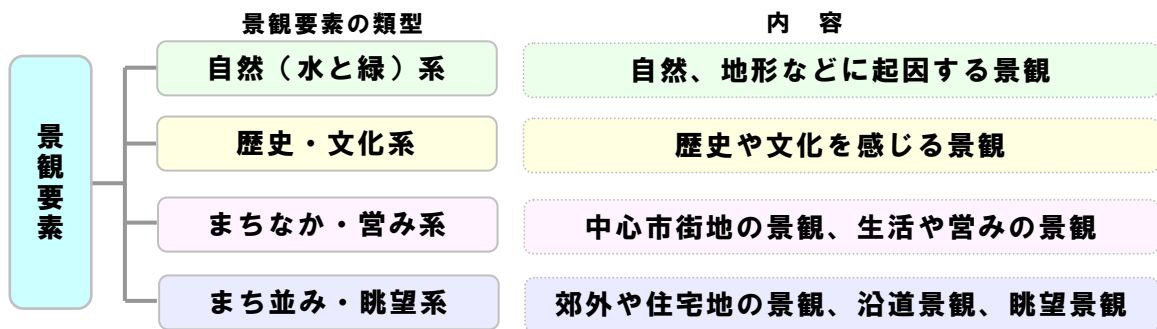 景観要素の類型
内 容
景観要素
自然(水と緑)系
自然、地形などに起因する景観
歴史・文化系
歴史や文化を感じる景観
まちなか・営み系
中心市街地の景観、生活や営みの景観
まち並み・眺望系
郊外や住宅地の景観、沿道景観、眺望景観